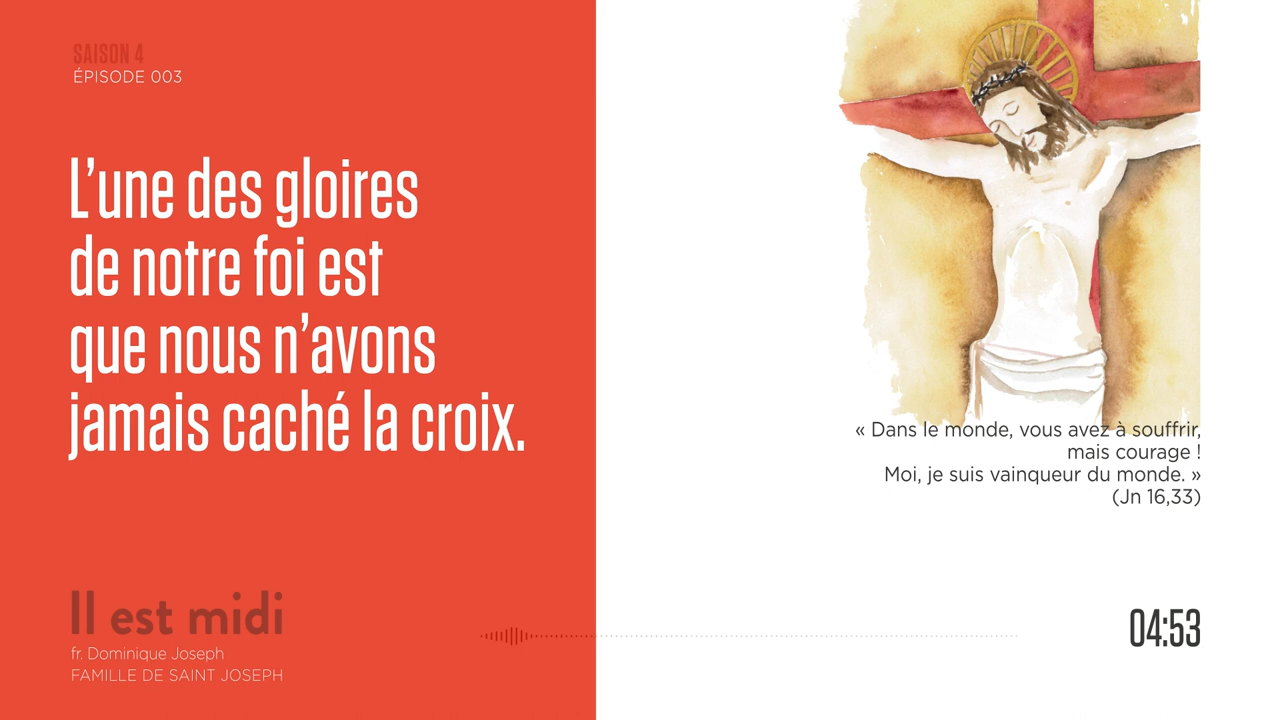 SAISON 4
ÉPISODE 003
L’une des gloires
de notre foi est
que nous n’avons
jamais caché la croix.
« Dans le monde, vous avez à souffrir,
mais courage !
Moi, je suis vainqueur du monde. »
(Jn 16,33)
Il est midi
fr. Dominique Joseph
FAMILLE DE SAINT JOSEPH
04:53